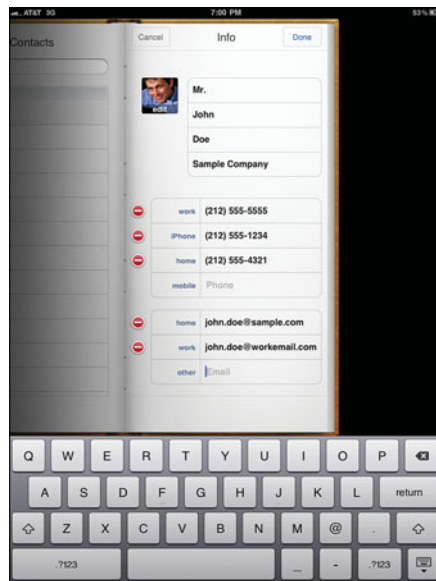 AT&T 3G 7:00 PM 53%
Contacts
Cancel Info Done
edit
Mr.
John
Doe
Sample Company
work (212) 555-5555
iPhone (212) 555-1234
home (212) 555-4321
mobile Phone
home john.doe@sample.com
work john.doe@workemail.com
other Email
Q W E R T Y U I O P
A S D F G H J K L return
Z X C V B N M @ .
.?123 _ - .?123